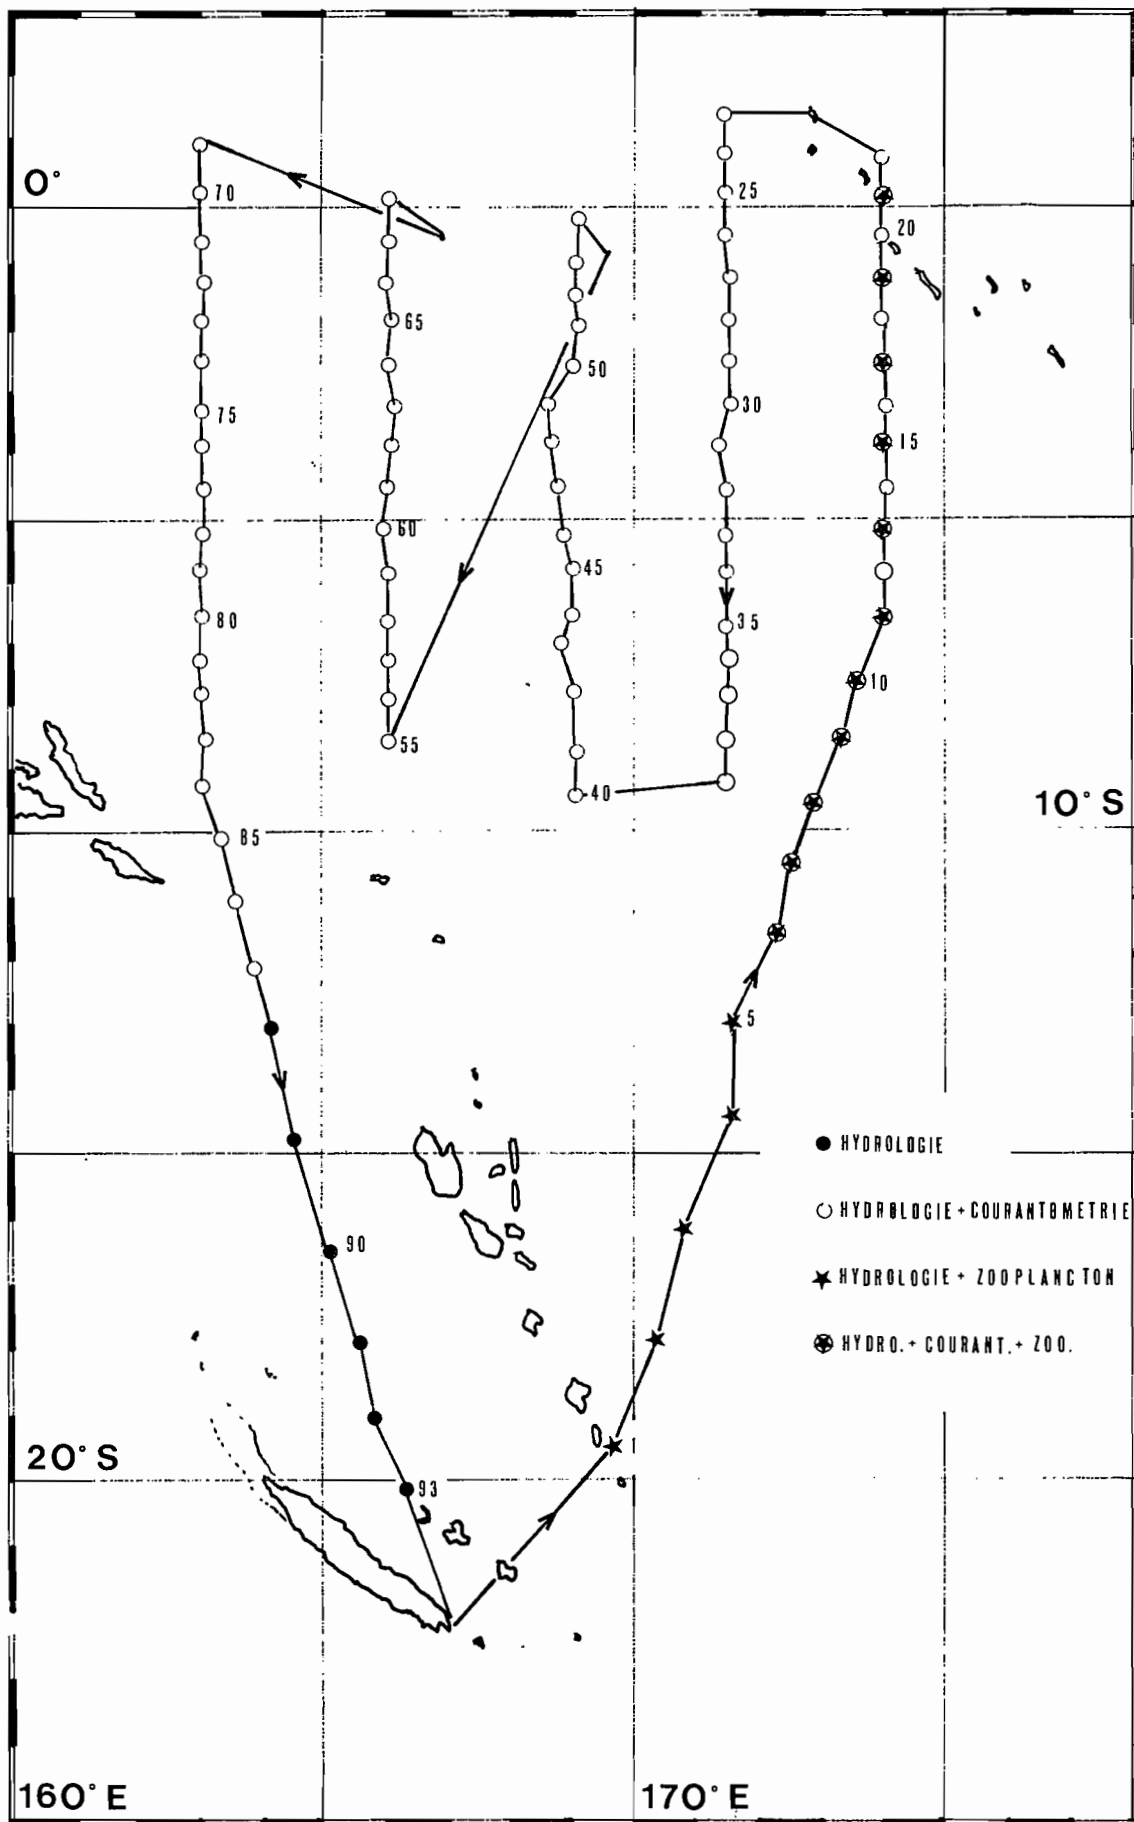 0°
70
25
20
65
50
75
30
15
60
45
80
35
10
55
40
10° S
85
5
HYDROLOGIE
HYDROLOGIE + COURANTOMETRIE
90
HYDROLOGIE + ZOOPLANCTON
HYDRO. + COURANT. + ZOO.
20° S
93
160° E
170° E